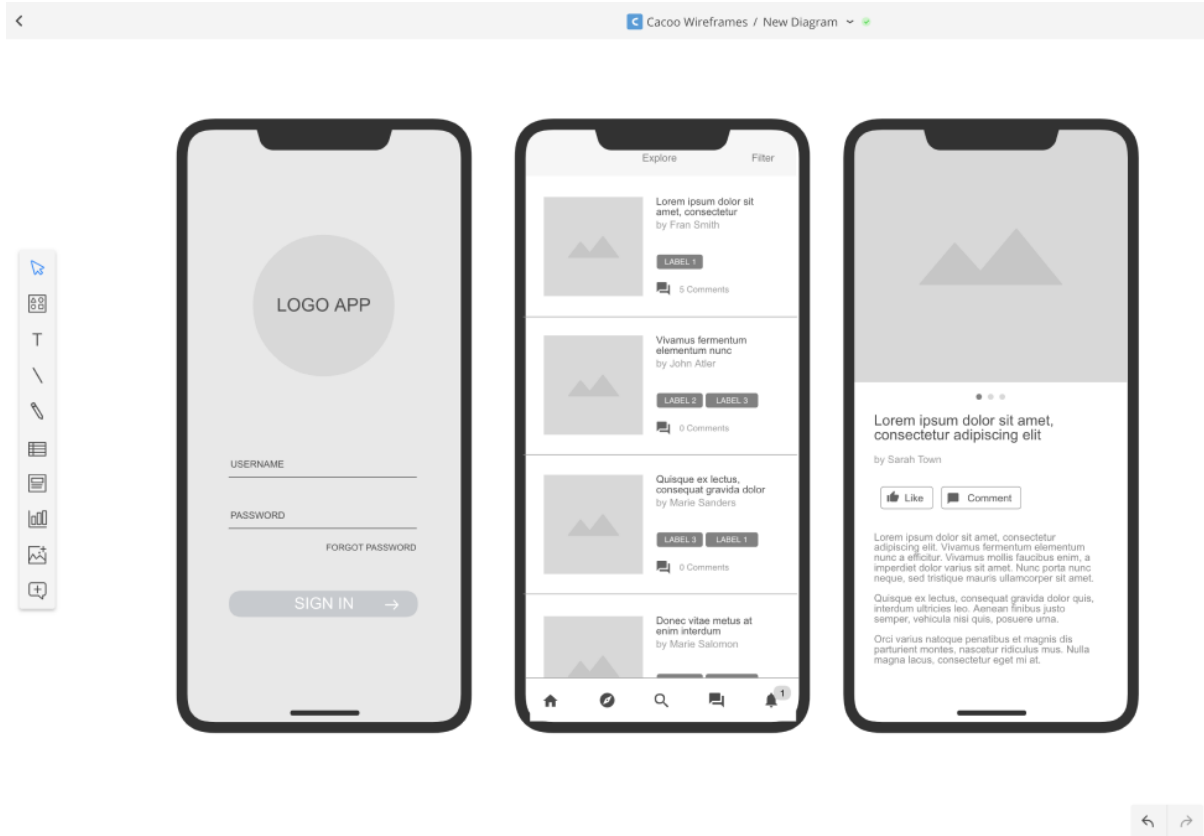 Cacoo Wireframes / New Diagram
LOGO APP
USERNAME
PASSWORD
FORGOT PASSWORD
SIGN IN
Explore
Filter
Lorem ipsum dolor sit
amet, consectetur
by Fran Smith
LABEL 1
5 Comments
Vivamus fermentum
elementum nunc
by John Atler
LABEL 2 LABEL 3
0 Comments
Quisque ex lectus,
consequat gravida dolor
by Marie Sanders
LABEL 3 LABEL 1
0 Comments
Donec vitae metus at
enim interdum
by Marie Salomon
1
Lorem ipsum dolor sit amet,
consectetur adipiscing elit
by Sarah Town
Like
Comment
Lorem ipsum dolor sit amet, consectetur
adipiscing elit. Vivamus fermentum elementum
nunc a efficitur. Vivamus mollis faucibus enim, a
imperdiet dolor varius sit amet. Nunc porta nunc
neque, sed tristique mauris ullamcorper sit amet.
Quisque ex lectus, consequat gravida dolor quis,
interdum ultricies leo. Aenean finibus justo
semper, vehicula nisi quis, posuere urna.
Orci varius natoque penatibus et magnis dis
parturient montes, nascetur ridiculus mus. Nulla
magna lacus, consectetur eget mi at.